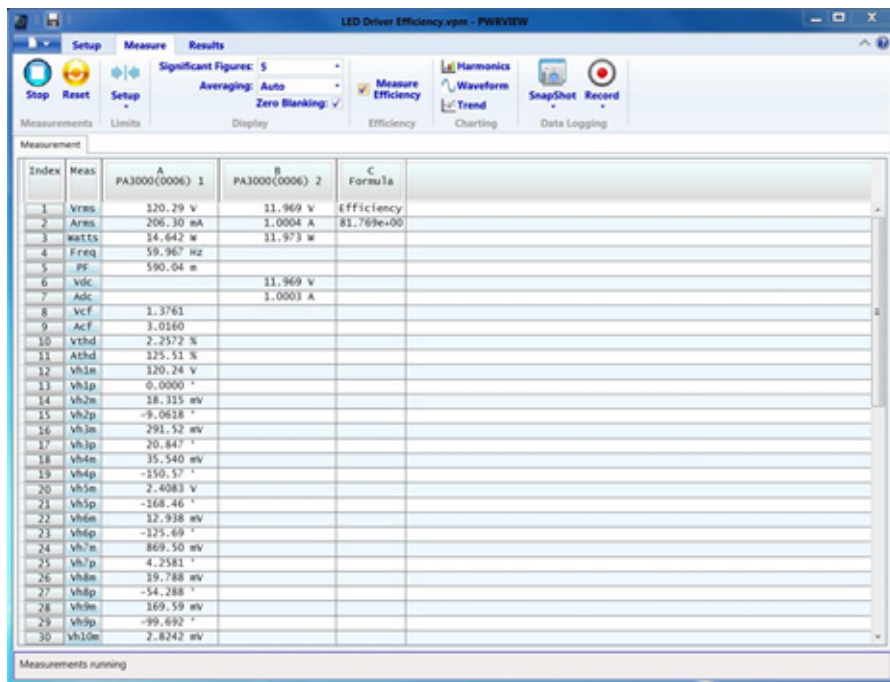 LED Driver Efficiency.vpm - PWRVIEW
Setup Measure Results
Stop Reset Setup Significant Figures: 5 Averaging: Auto Zero Blanking: Measure Efficiency Harmonics Waveform Trend SnapShot Record
Measurements Limits Display Efficiency Charting Data Logging
Measurement
Index Meas A PA3000(0006) 1 B PA3000(0006) 2 C Formula
1 Vrms 120.29 V 11.969 V Efficiency
2 Arms 206.30 mA 1.0004 A 81.769e+00
3 Watts 14.642 W 11.973 W
4 Freq 59.967 Hz
5 PF 590.04 m
6 Vdc 11.969 V
7 Adc 1.0003 A
8 Vcf 1.3761
9 Acf 3.0160
10 Vthd 2.2572 %
11 Athd 125.51 %
12 Vh1m 120.24 V
13 Vh1p 0.0000 °
14 Vh2m 18.315 mV
15 Vh2p -9.0618 °
16 Vh3m 291.52 mV
17 Vh3p 20.847 °
18 Vh4m 35.540 mV
19 Vh4p -150.57 °
20 Vh5m 2.4083 V
21 Vh5p -168.46 °
22 Vh6m 12.938 mV
23 Vh6p -125.69 °
24 Vh7m 869.50 mV
25 Vh7p 4.2581 °
26 Vh8m 19.788 mV
27 Vh8p -54.288 °
28 Vh9m 169.59 mV
29 Vh9p -99.692 °
30 Vh10m 2.8242 mV
Measurements running